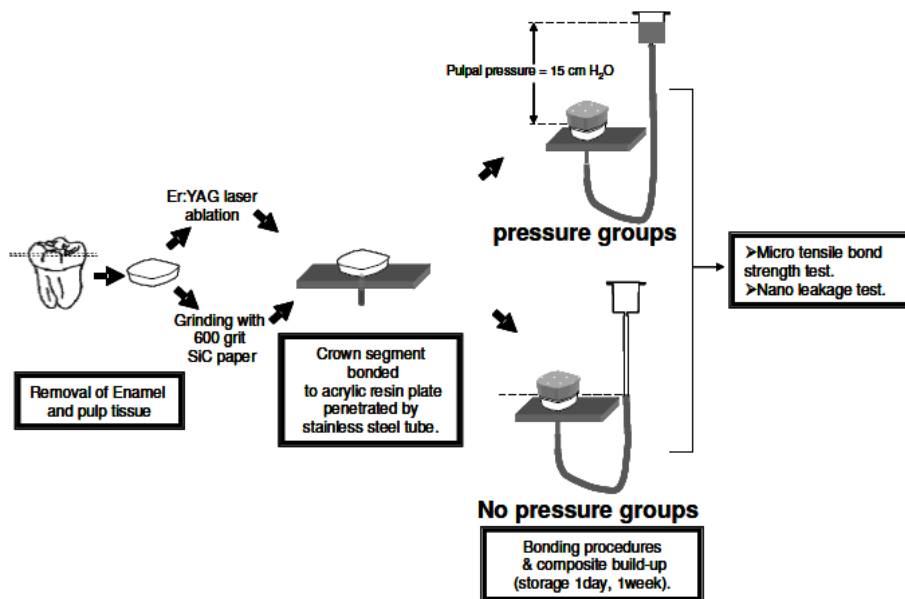 Pulpal pressure = 15 cm H₂O
Er:YAG laser
ablation
pressure groups
Grinding with
600 grit
SiC paper
➢Micro tensile bond
strength test.
➢Nano leakage test.
Removal of Enamel
and pulp tissue
Crown segment
bonded
to acrylic resin plate
penetrated by
stainless steel tube.
No pressure groups
Bonding procedures
& composite build-up
(storage 1day, 1week).